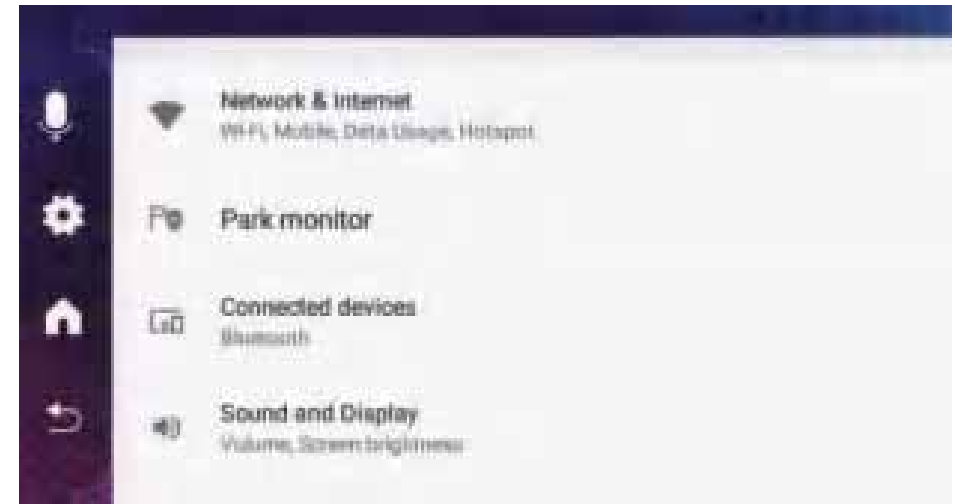 Network & Internet
Wi-Fi, Mobile, Data Usage, Hotspot
Park monitor
Connected devices
Bluetooth
Sound and Display
Volume, Screen brightness